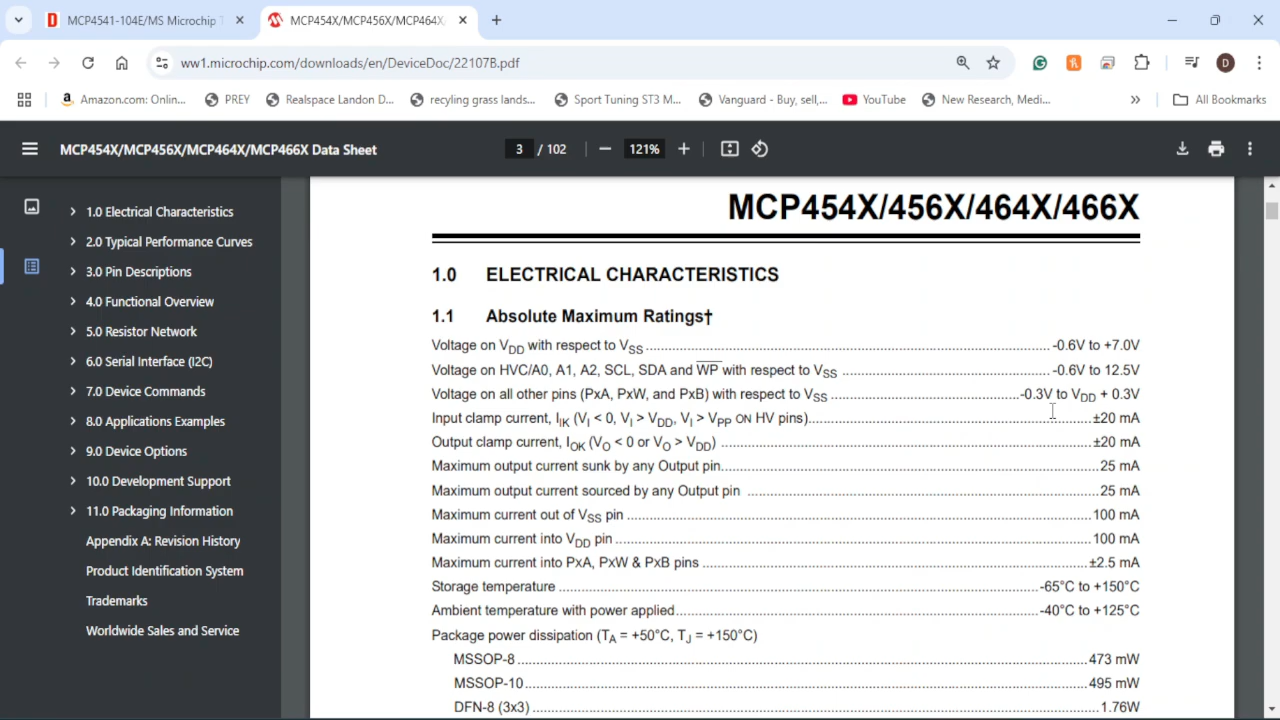 MCP4541-104E/MS Microchip T
MCP454X/MCP456X/MCP464X/
ww1.microchip.com/downloads/en/DeviceDoc/22107B.pdf
D
Amazon.com: Onlin...
PREY
Realspace Landon D...
recyling grass lands...
Sport Tuning ST3 M...
Vanguard - Buy, sell,...
YouTube
New Research, Medi...
All Bookmarks
MCP454X/MCP456X/MCP464X/MCP466X Data Sheet
3 / 102
121%
1.0 Electrical Characteristics
2.0 Typical Performance Curves
3.0 Pin Descriptions
4.0 Functional Overview
5.0 Resistor Network
6.0 Serial Interface (I2C)
7.0 Device Commands
8.0 Applications Examples
9.0 Device Options
10.0 Development Support
11.0 Packaging Information
Appendix A: Revision History
Product Identification System
Trademarks
Worldwide Sales and Service
MCP454X/456X/464X/466X
1.0 ELECTRICAL CHARACTERISTICS
1.1 Absolute Maximum Ratings†
Voltage on VDD with respect to VSS ... -0.6V to +7.0V
Voltage on HVC/A0, A1, A2, SCL, SDA and WP with respect to VSS ... -0.6V to 12.5V
Voltage on all other pins (PxA, PxW, and PxB) with respect to VSS ... -0.3V to VDD + 0.3V
Input clamp current, IIK (VI < 0, VI > VDD, VI > VPP ON HV pins) ... ±20 mA
Output clamp current, IOK (VO < 0 or VO > VDD) ... ±20 mA
Maximum output current sunk by any Output pin ... 25 mA
Maximum output current sourced by any Output pin ... 25 mA
Maximum current out of VSS pin ... 100 mA
Maximum current into VDD pin ... 100 mA
Maximum current into PxA, PxW & PxB pins ... ±2.5 mA
Storage temperature ... -65°C to +150°C
Ambient temperature with power applied ... -40°C to +125°C
Package power dissipation (TA = +50°C, TJ = +150°C)
MSSOP-8 ... 473 mW
MSSOP-10 ... 495 mW
DFN-8 (3x3) ... 1.76W